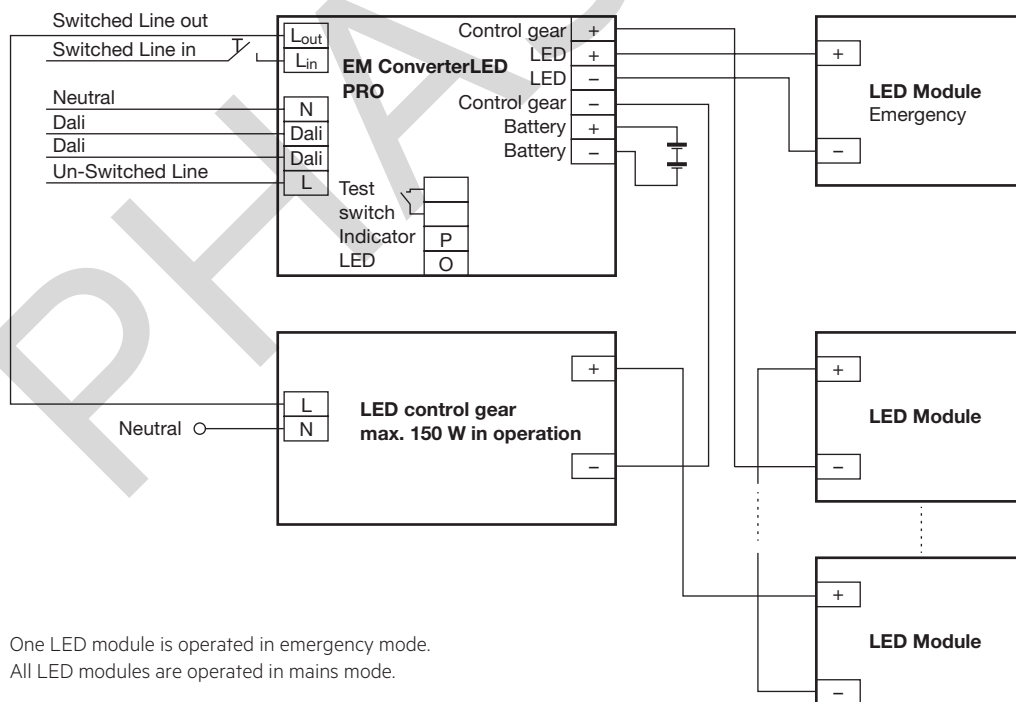 Switched Line out
Switched Line in
Neutral
Dali
Dali
Un-Switched Line
Lout
Lin
N
Dali
Dali
L
EM ConverterLED
PRO
Test
switch
Indicator
LED
P
O
Control gear +
LED +
LED −
Control gear −
Battery +
Battery −
+
−
LED Module
Emergency
L
N
Neutral
LED control gear
max. 150 W in operation
+
−
+
−
LED Module
+
−
LED Module
One LED module is operated in emergency mode.
All LED modules are operated in mains mode.